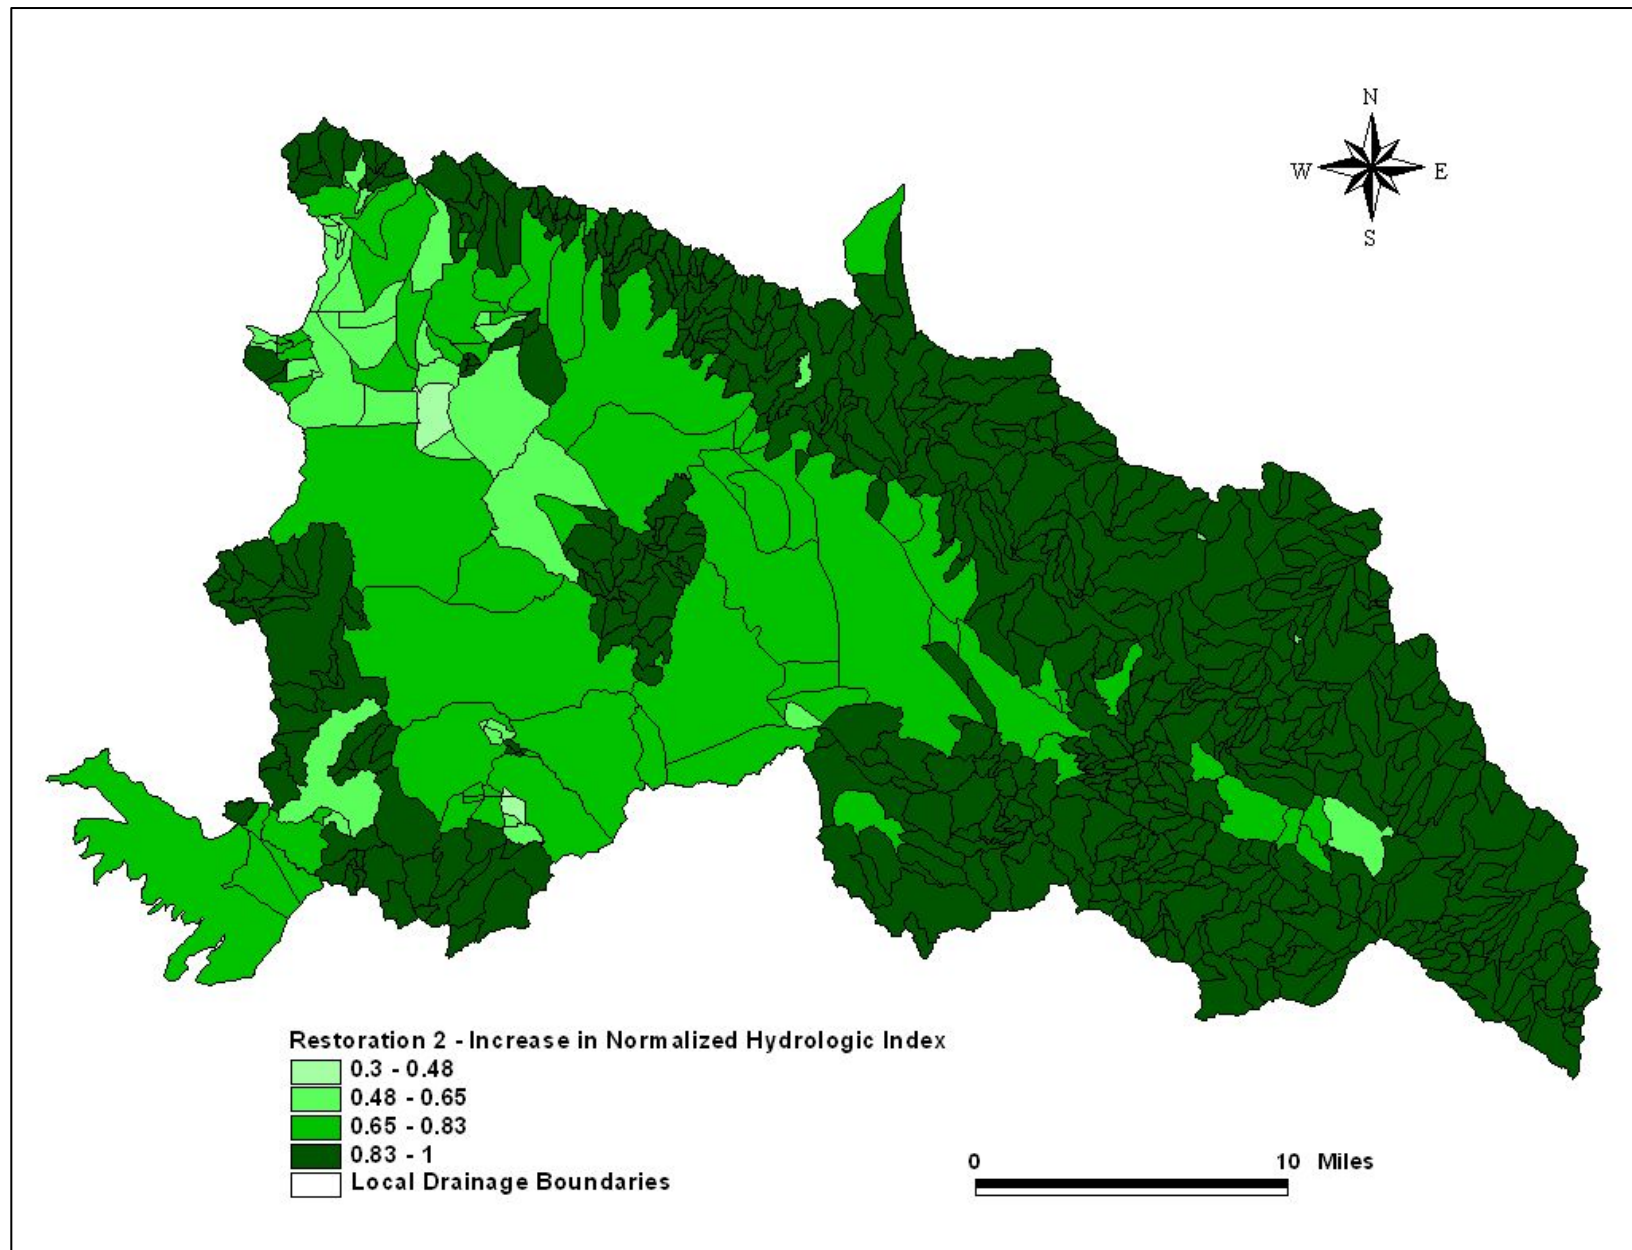 N
W E
S
Restoration 2 - Increase in Normalized Hydrologic Index
0.3 - 0.48
0.48 - 0.65
0.65 - 0.83
0.83 - 1
Local Drainage Boundaries
0 10 Miles